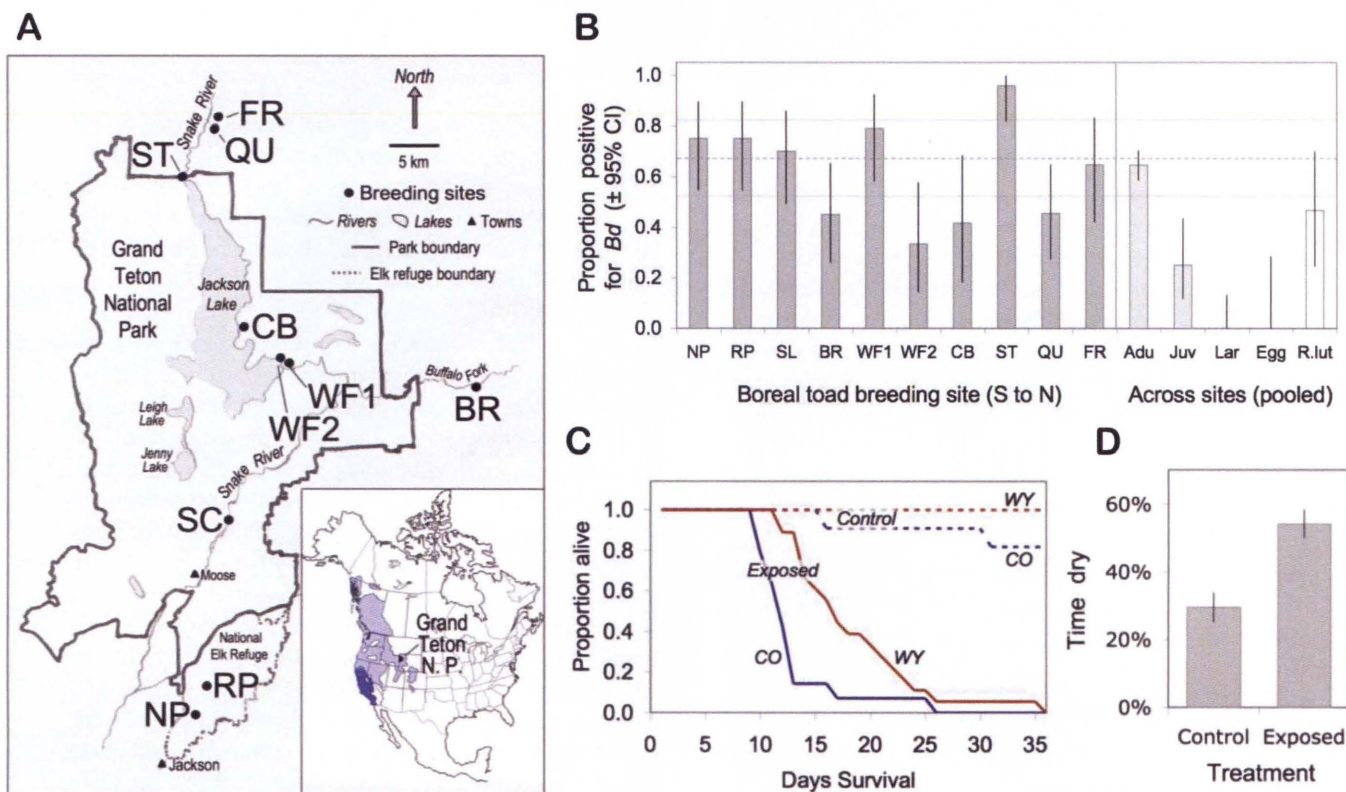 A
North
5 km
Snake River
FR
QU
ST
Breeding sites
Rivers Lakes Towns
Park boundary
Elk refuge boundary
Grand
Teton
National
Park
Jackson
Lake
CB
WF1
WF2
Buffalo Fork
BR
Leigh
Lake
Jenny
Lake
Snake River
SC
Moose
National
Elk Refuge
RP
NP
Jackson
Grand
Teton
N. P.
B
Proportion positive
for Bd (± 95% CI)
1.0
0.8
0.6
0.4
0.2
0.0
NP RP SL BR WF1 WF2 CB ST QU FR Adu Juv Lar Egg R.lut
Boreal toad breeding site (S to N) Across sites (pooled)
C
Proportion alive
1.0
0.8
0.6
0.4
0.2
0.0
WY
Control
CO
Exposed
CO
WY
0 5 10 15 20 25 30 35
Days Survival
D
Time dry
60%
40%
20%
0%
Control Exposed
Treatment